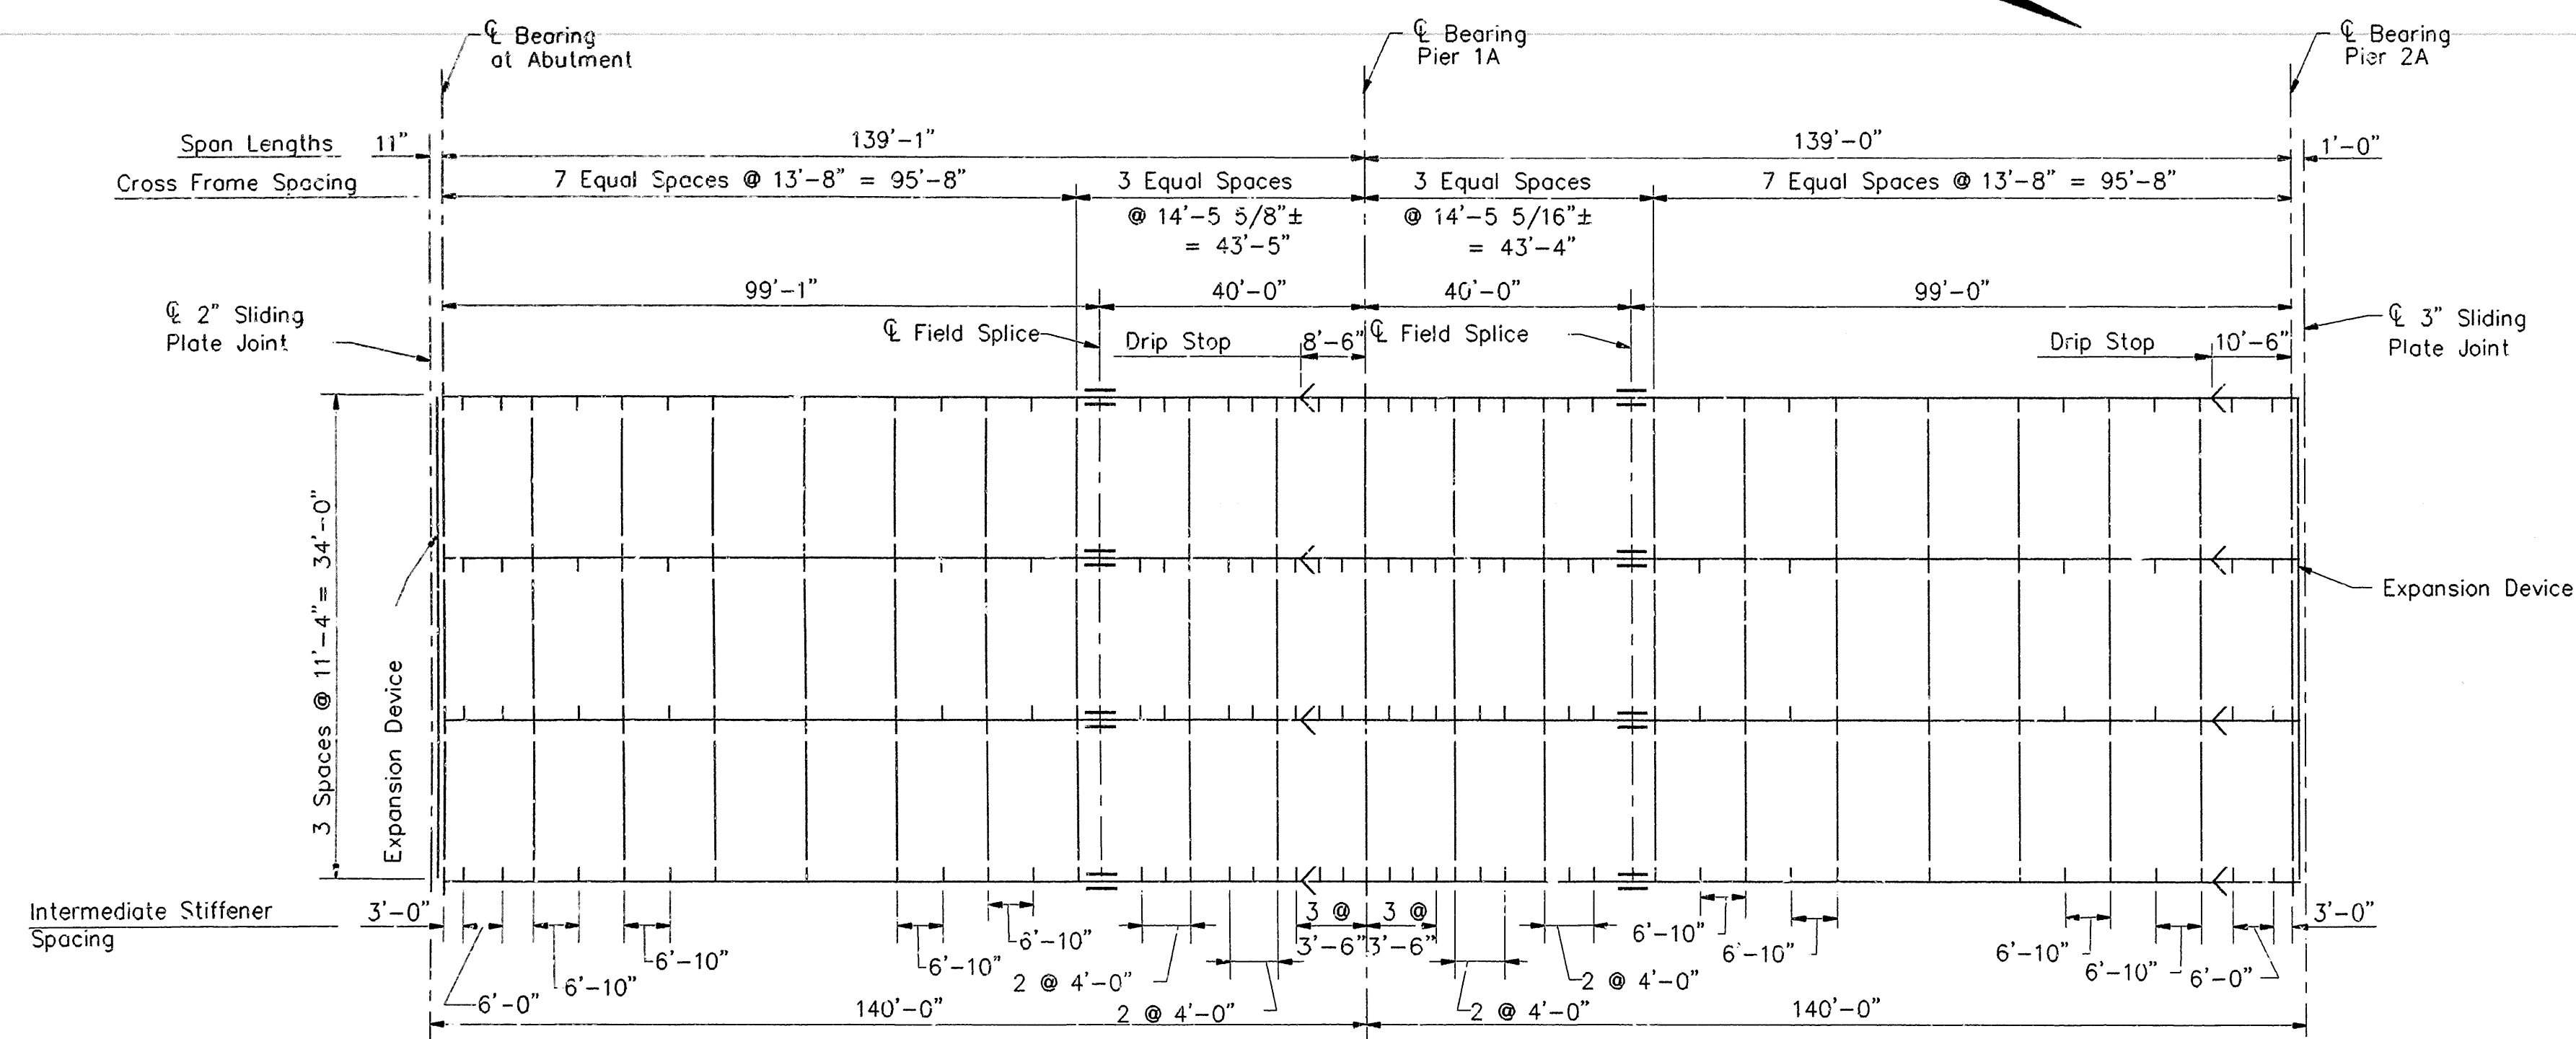 ℄ Bearing
at Abutment
℄ Bearing
Pier 1A
℄ Bearing
Pier 2A
Span Lengths
11"
139'-1"
139'-0"
1'-0"
Cross Frame Spacing
7 Equal Spaces @ 13'-8" = 95'-8"
3 Equal Spaces
@ 14'-5 5/8"±
= 43'-5"
3 Equal Spaces
@ 14'-5 5/16"±
= 43'-4"
7 Equal Spaces @ 13'-8" = 95'-8"
99'-1"
40'-0"
40'-0"
99'-0"
℄ 2" Sliding
Plate Joint
℄ Field Splice
Drip Stop
8'-6"
℄ Field Splice
Drip Stop
10'-6"
℄ 3" Sliding
Plate Joint
3 Spaces @ 11'-4"= 34'-0"
Expansion Device
Expansion Device
Intermediate Stiffener
Spacing
3'-0"
6'-0"
6'-10"
6'-10"
6'-10"
6'-10"
2 @ 4'-0"
2 @ 4'-0"
3 @
3'-6"
3 @
3'-6"
2 @ 4'-0"
2 @ 4'-0"
6'-10"
6'-10"
6'-10"
6'-10"
6'-0"
3'-0"
140'-0"
140'-0"